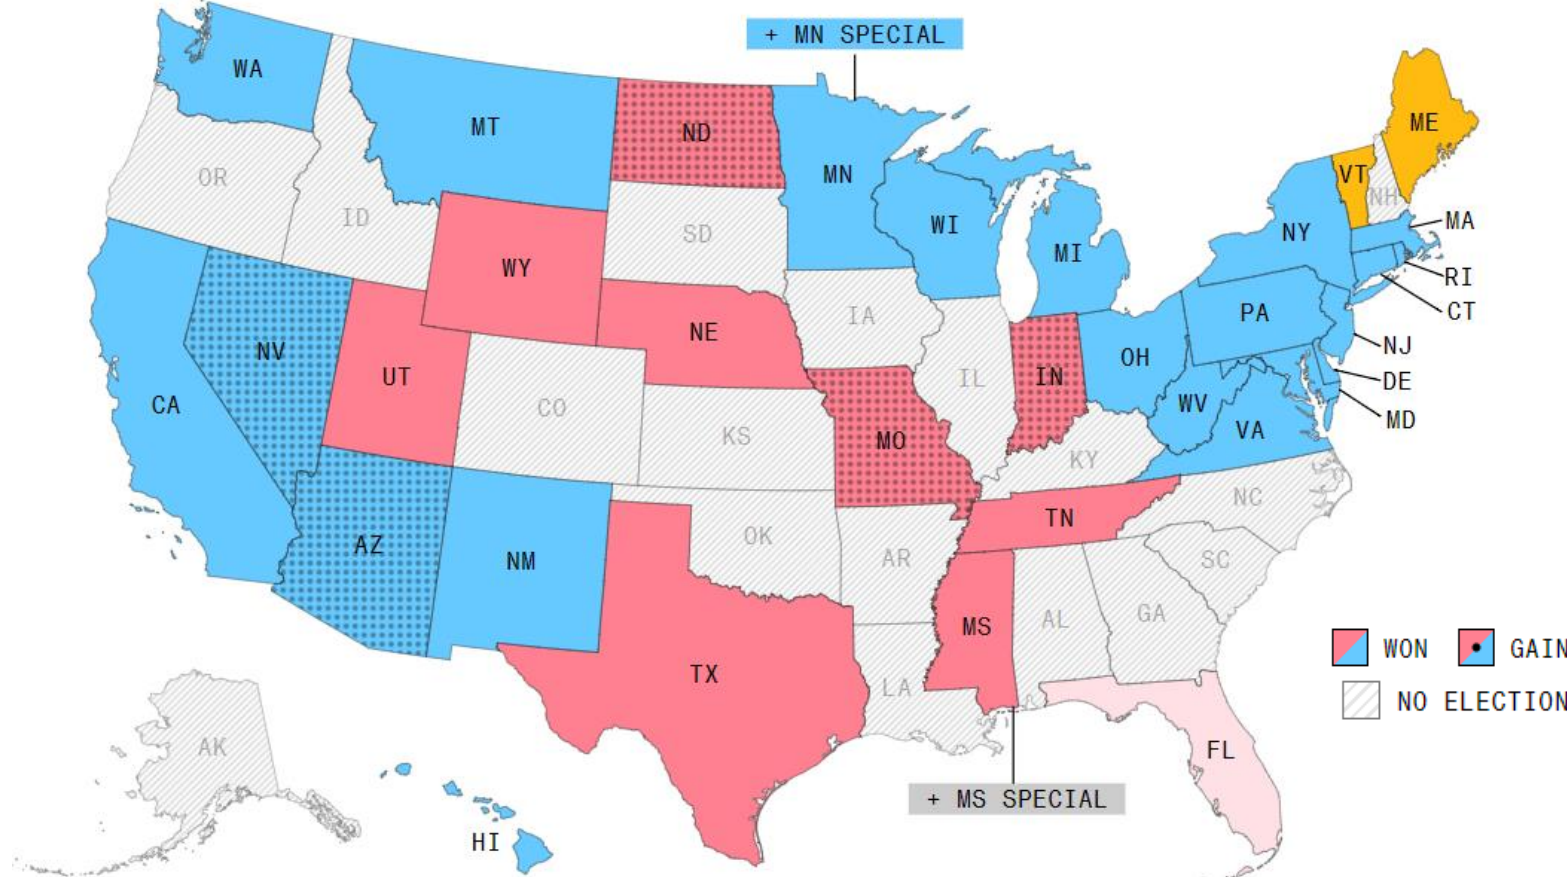 + MN SPECIAL
WA
MT
ND
MN
OR
ID
SD
WI
MI
NY
VT
NH
ME
MA
RI
CT
WY
NE
IA
PA
NJ
DE
MD
NV
UT
CO
KS
IL
IN
OH
WV
VA
CA
MO
KY
NC
AZ
NM
OK
AR
TN
SC
TX
LA
MS
AL
GA
FL
WON
GAIN
NO ELECTION
AK
HI
+ MS SPECIAL